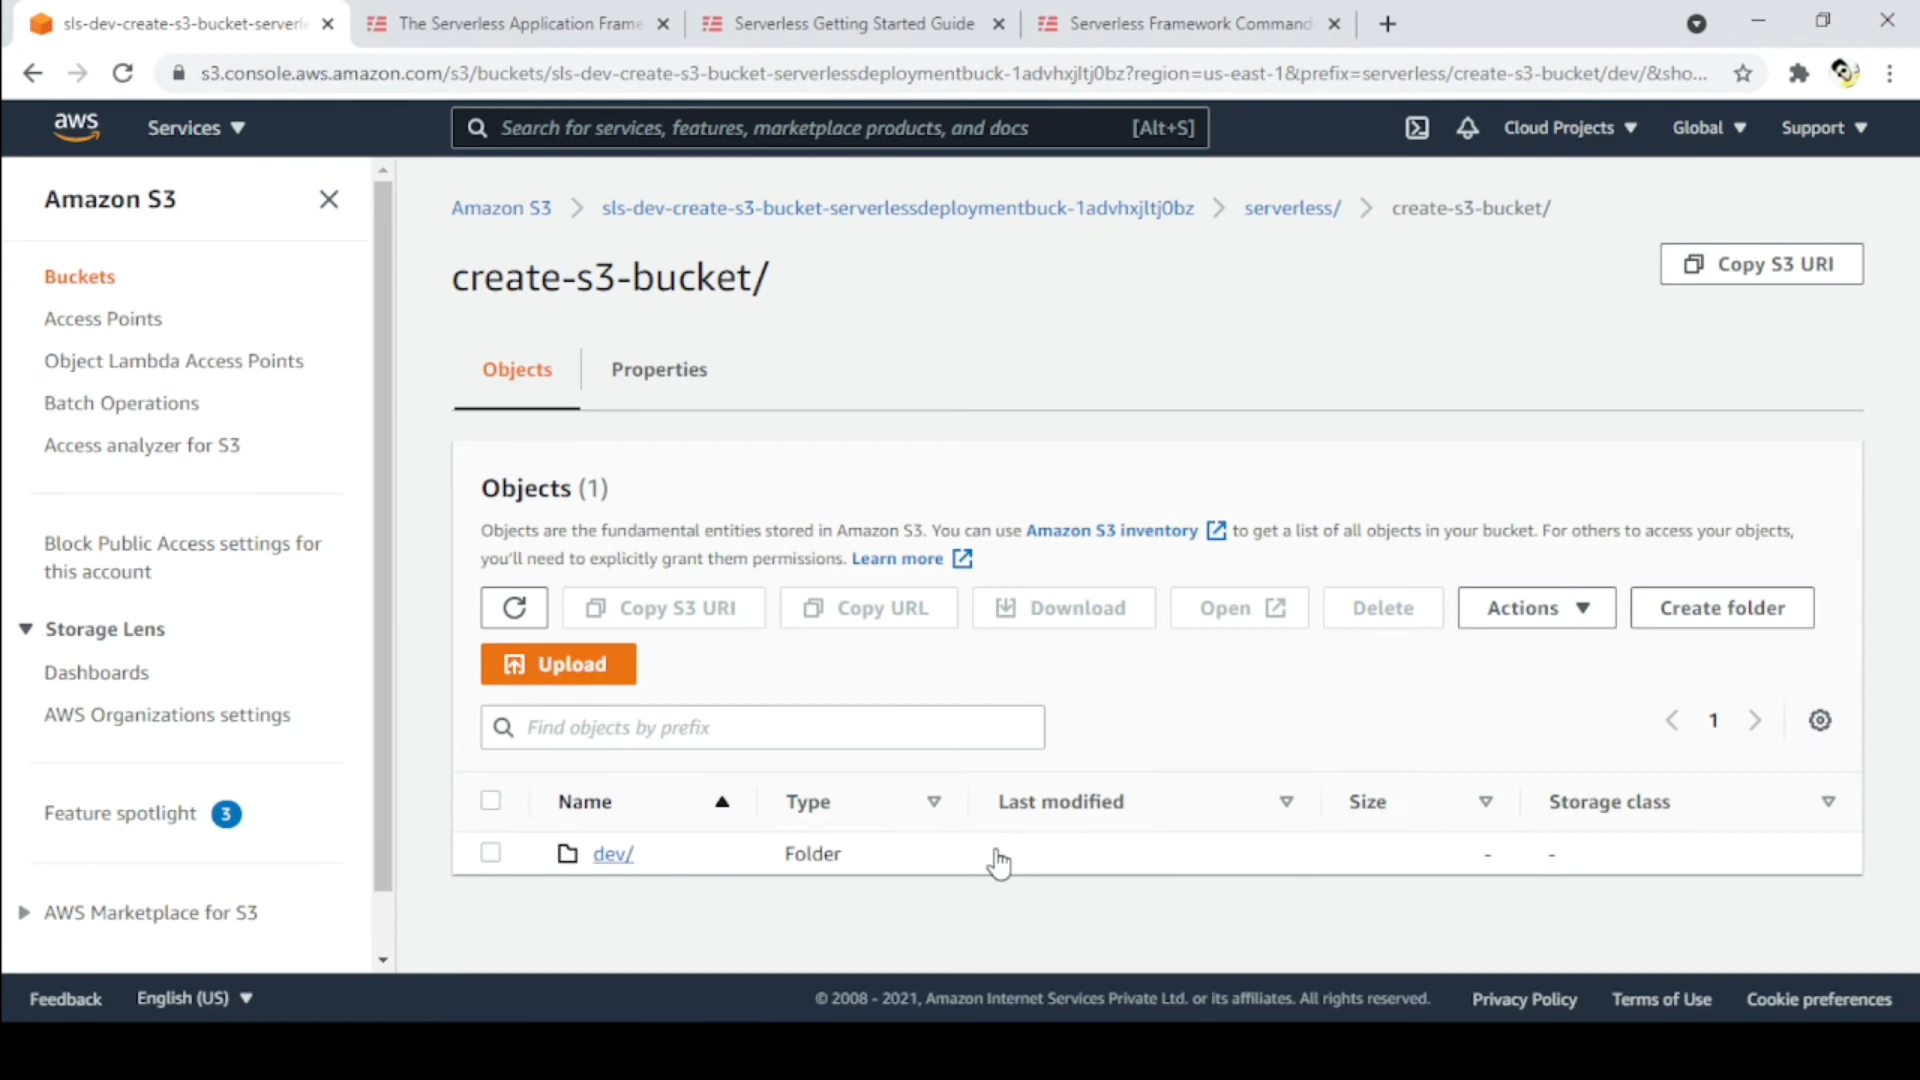 sls-dev-create-s3-bucket-serverle
The Serverless Application Frame
Serverless Getting Started Guide
Serverless Framework Command
s3.console.aws.amazon.com/s3/buckets/sls-dev-create-s3-bucket-serverlessdeploymentbuck-1advhxjltj0bz?region=us-east-1&prefix=serverless/create-s3-bucket/dev/&sho...
aws
Services
Search for services, features, marketplace products, and docs
[Alt+S]
Cloud Projects
Global
Support
Amazon S3
Buckets
Access Points
Object Lambda Access Points
Batch Operations
Access analyzer for S3
Block Public Access settings for
this account
Storage Lens
Dashboards
AWS Organizations settings
Feature spotlight 3
AWS Marketplace for S3
Amazon S3
sls-dev-create-s3-bucket-serverlessdeploymentbuck-1advhxjltj0bz
serverless/
create-s3-bucket/
create-s3-bucket/
Copy S3 URI
Objects
Properties
Objects (1)
Objects are the fundamental entities stored in Amazon S3. You can use Amazon S3 inventory to get a list of all objects in your bucket. For others to access your objects,
you'll need to explicitly grant them permissions. Learn more
Copy S3 URI
Copy URL
Download
Open
Delete
Actions
Create folder
Upload
Find objects by prefix
1
Name
Type
Last modified
Size
Storage class
dev/
Folder
-
-
Feedback
English (US)
© 2008 - 2021, Amazon Internet Services Private Ltd. or its affiliates. All rights reserved.
Privacy Policy
Terms of Use
Cookie preferences